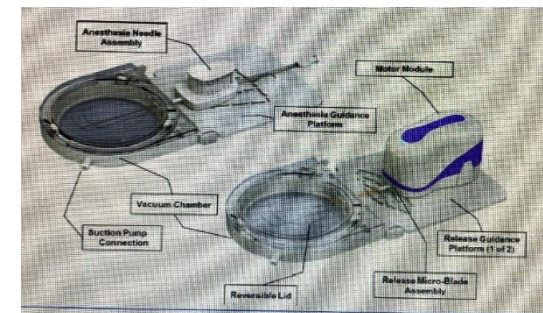 Anesthesia Needle
Assembly
Motor Module
Anesthesia Guidance
Platform
Vacuum Chamber
Suction Pump
Connection
Release Guidance
Platform (1 of 2)
Release Micro-Blade
Assembly
Reversible Lid